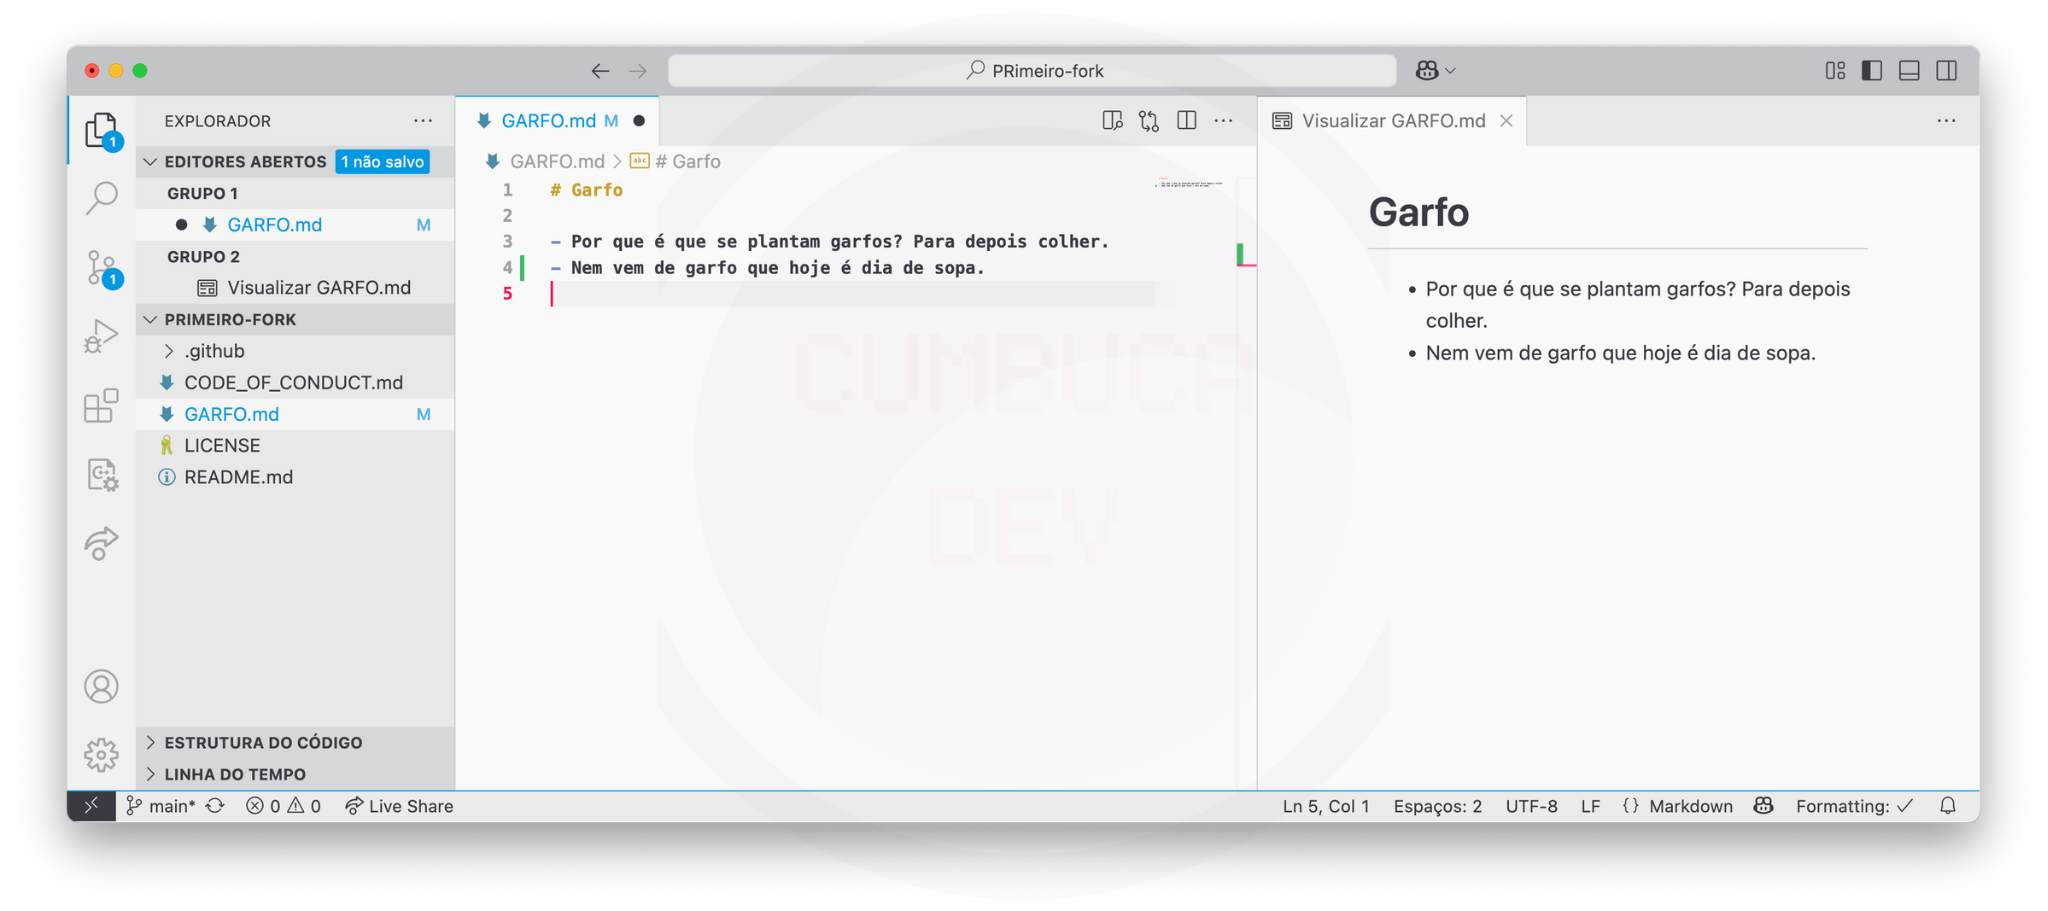 PRimeiro-fork
EXPLORADOR
EDITORES ABERTOS 1 não salvo
GRUPO 1
GARFO.md M
GRUPO 2
Visualizar GARFO.md
PRIMEIRO-FORK
.github
CODE_OF_CONDUCT.md
GARFO.md M
LICENSE
README.md
ESTRUTURA DO CÓDIGO
LINHA DO TEMPO
1
1
GARFO.md M
GARFO.md > # Garfo
1 # Garfo
2
3 - Por que é que se plantam garfos? Para depois colher.
4 - Nem vem de garfo que hoje é dia de sopa.
5
CUMBUCA
DEV
Visualizar GARFO.md
Garfo
• Por que é que se plantam garfos? Para depois
colher.
• Nem vem de garfo que hoje é dia de sopa.
main* 0 0 Live Share
Ln 5, Col 1 Espaços: 2 UTF-8 LF {} Markdown Formatting: ✓